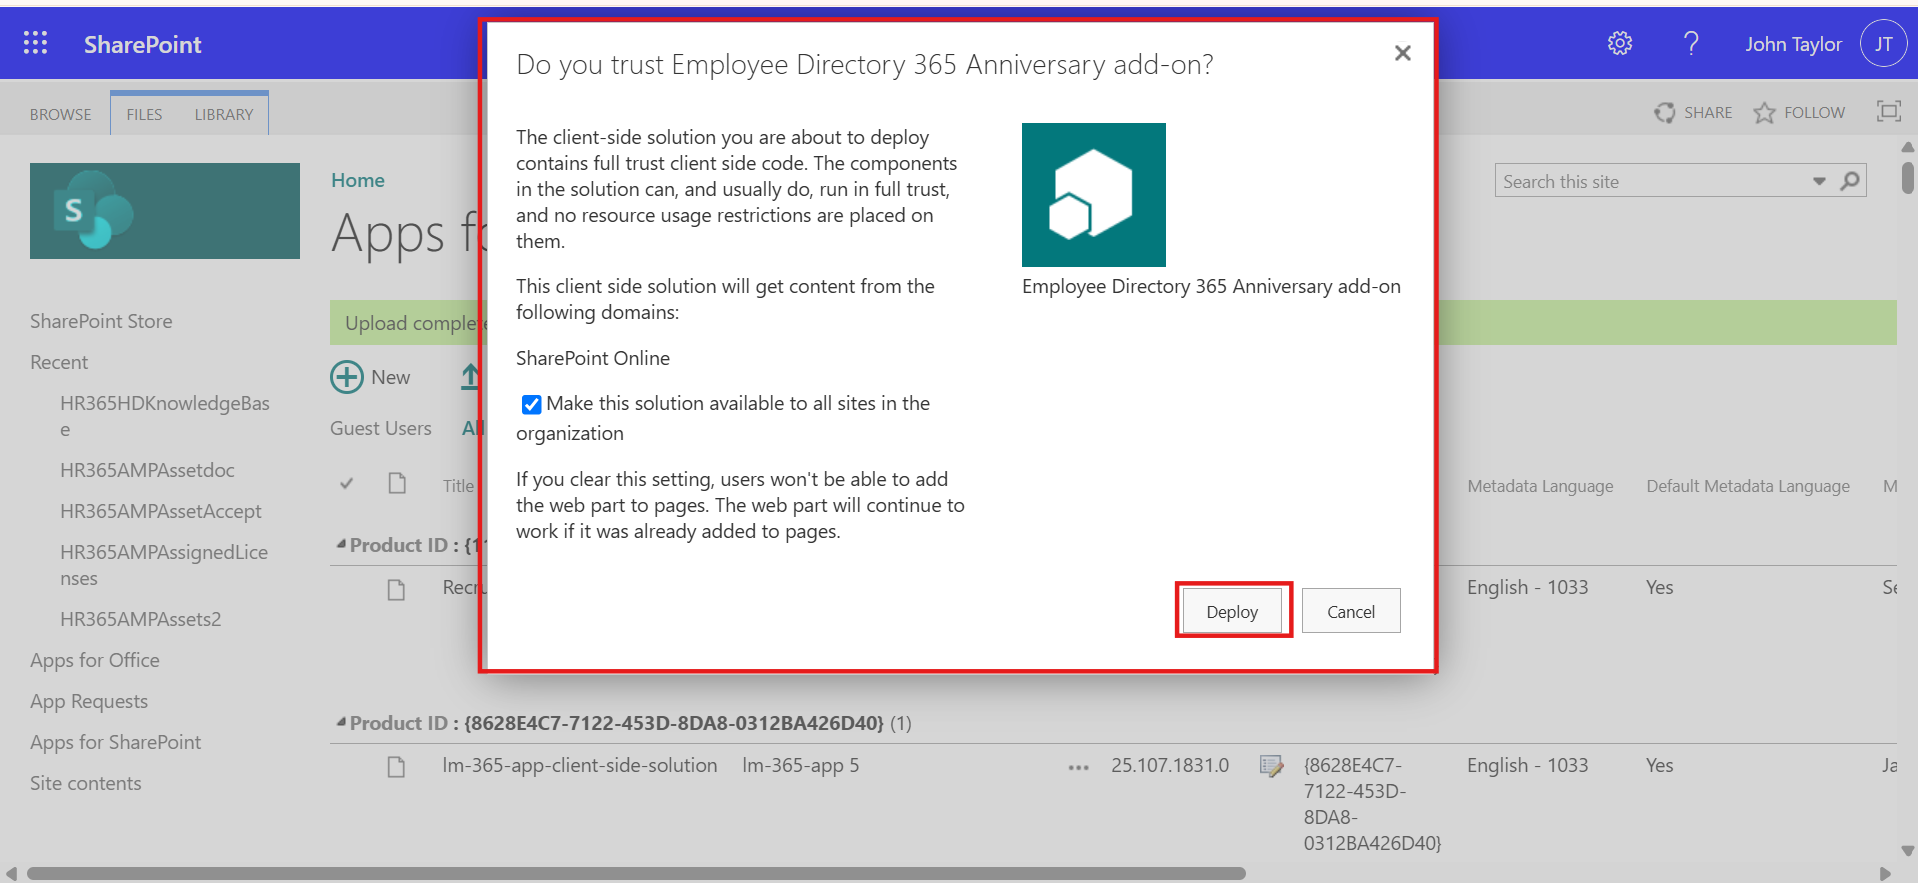 SharePoint
John Taylor
JT
BROWSE
FILES
LIBRARY
SHARE
FOLLOW
Do you trust Employee Directory 365 Anniversary add-on?
The client-side solution you are about to deploy
contains full trust client side code. The components
in the solution can, and usually do, run in full trust,
and no resource usage restrictions are placed on
them.
This client side solution will get content from the
following domains:
SharePoint Online
Make this solution available to all sites in the
organization
If you clear this setting, users won't be able to add
the web part to pages. The web part will continue to
work if it was already added to pages.
Employee Directory 365 Anniversary add-on
Deploy
Cancel
S
Home
Apps
Search this site
SharePoint Store
Recent
HR365HDKnowledgeBas
e
HR365AMPAssetdoc
HR365AMPAssetAccept
HR365AMPAssignedLice
nses
HR365AMPAssets2
Apps for Office
App Requests
Apps for SharePoint
Site contents
Upload
New
Guest Users
Title
Metadata Language
Default Metadata Language
Product ID :
English - 1033
Yes
Product ID : {8628E4C7-7122-453D-8DA8-0312BA426D40} (1)
lm-365-app-client-side-solution
lm-365-app 5
25.107.1831.0
{8628E4C7-
7122-453D-
8DA8-
0312BA426D40}
English - 1033
Yes